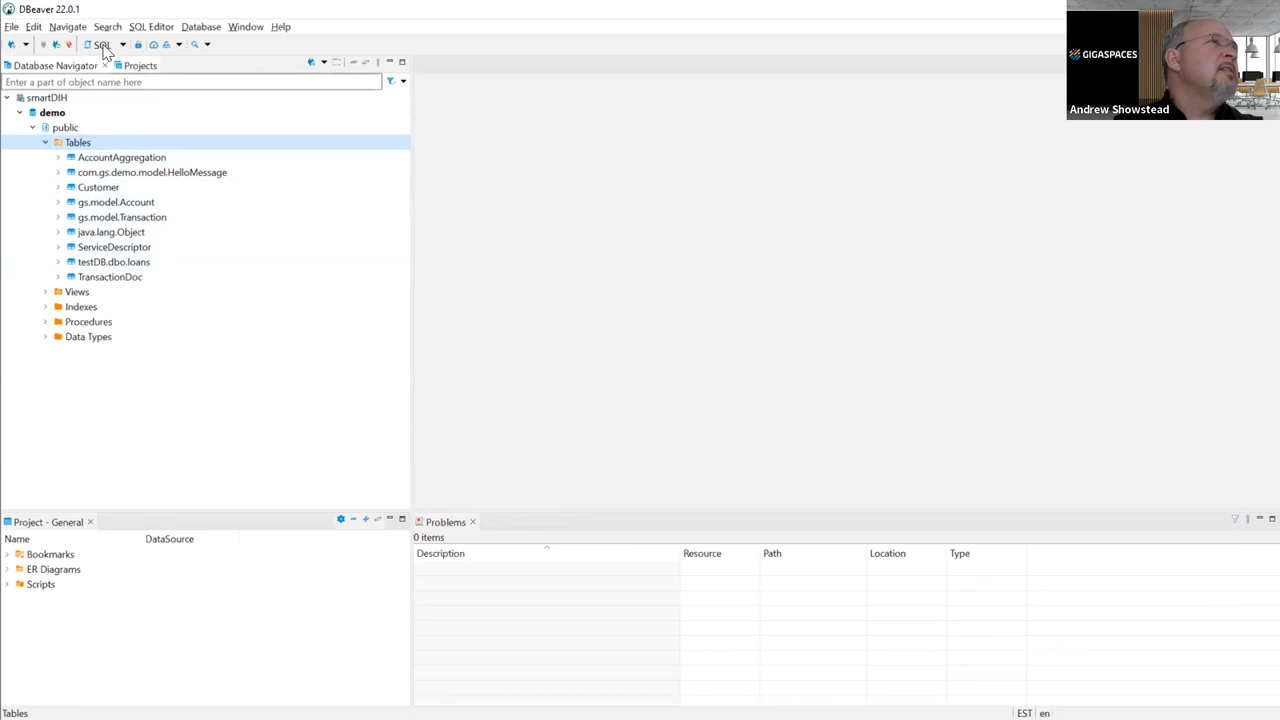 DBeaver 22.0.1
File Edit Navigate Search SQL Editor Database Window Help
SQL
Database Navigator Projects
Enter a part of object name here
smartDIH
demo
public
Tables
AccountAggregation
com.gs.demo.model.HelloMessage
Customer
gs.model.Account
gs.model.Transaction
java.lang.Object
ServiceDescriptor
testDB.dbo.loans
TransactionDoc
Views
Indexes
Procedures
Data Types
GIGASPACES
Andrew Showstead
Project - General
Name DataSource
Bookmarks
ER Diagrams
Scripts
Problems
0 items
Description Resource Path Location Type
Tables EST en